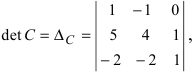 det C = Δ_C = | 1 -1 0 |
| 5 4 1 |
| -2 -2 1 | ,